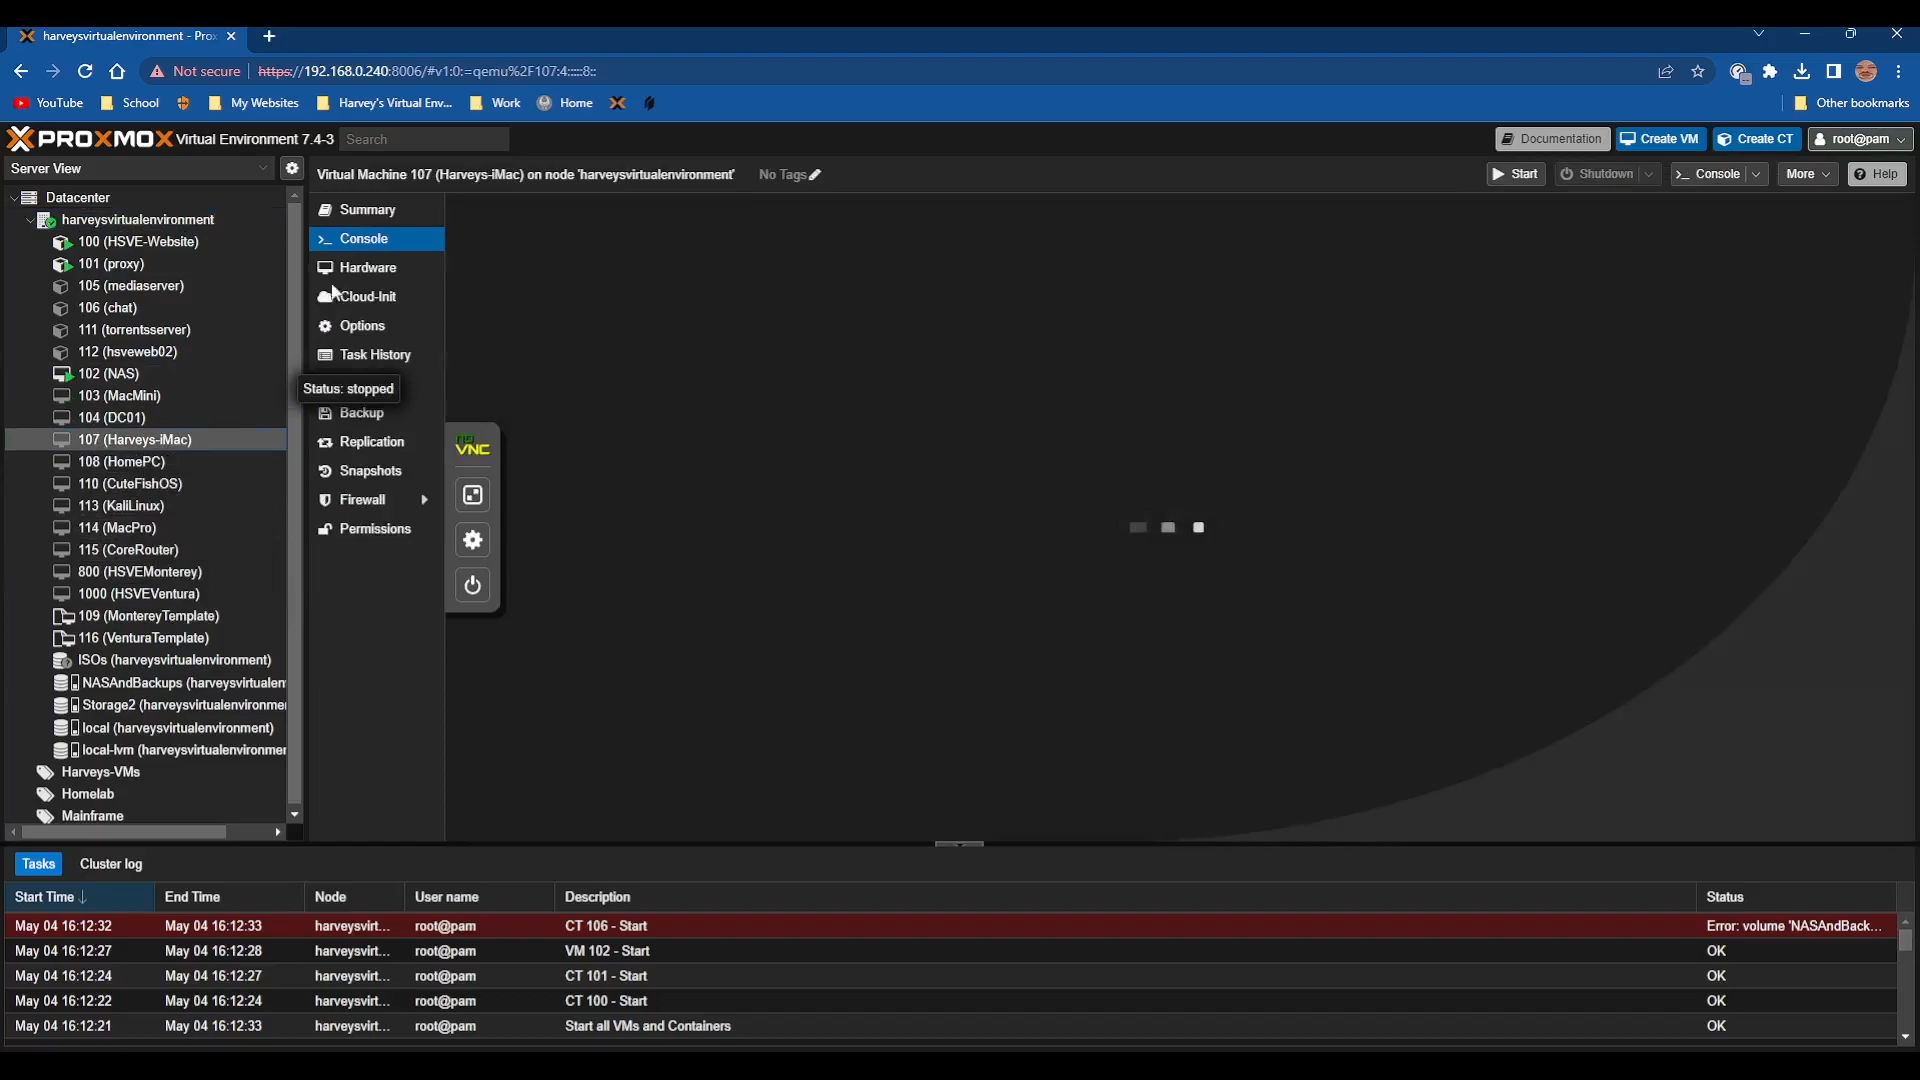 harveysvirtualenvironment - Prox
Not secure
https://192.168.0.240:8006/#v1:0:=qemu%2F107:4:::::8::
YouTube
School
My Websites
Harvey's Virtual Env...
Work
Home
Other bookmarks
PROXMOX Virtual Environment 7.4-3
Search
Documentation
Create VM
Create CT
root@pam
Server View
Virtual Machine 107 (Harveys-iMac) on node 'harveysvirtualenvironment'
No Tags
Start
Shutdown
Console
More
Help
Datacenter
harveysvirtualenvironment
100 (HSVE-Website)
101 (proxy)
105 (mediaserver)
106 (chat)
111 (torrentsserver)
112 (hsveweb02)
102 (NAS)
103 (MacMini)
104 (DC01)
107 (Harveys-iMac)
108 (HomePC)
110 (CuteFishOS)
113 (KaliLinux)
114 (MacPro)
115 (CoreRouter)
800 (HSVEMonterey)
1000 (HSVEVentura)
109 (MontereyTemplate)
116 (VenturaTemplate)
ISOs (harveysvirtualenvironment)
NASAndBackups (harveysvirtualen
Storage2 (harveysvirtualenvironme
local (harveysvirtualenvironment)
local-lvm (harveysvirtualenvironmen
Harveys-VMs
Homelab
Mainframe
Summary
Console
Hardware
Cloud-Init
Options
Task History
Status: stopped
Backup
Replication
Snapshots
Firewall
Permissions
no
VNC
Tasks
Cluster log
Start Time
End Time
Node
User name
Description
Status
May 04 16:12:32 May 04 16:12:33 harveysvirt... root@pam CT 106 - Start Error: volume 'NASAndBack...
May 04 16:12:27 May 04 16:12:28 harveysvirt... root@pam VM 102 - Start OK
May 04 16:12:24 May 04 16:12:27 harveysvirt... root@pam CT 101 - Start OK
May 04 16:12:22 May 04 16:12:24 harveysvirt... root@pam CT 100 - Start OK
May 04 16:12:21 May 04 16:12:33 harveysvirt... root@pam Start all VMs and Containers OK